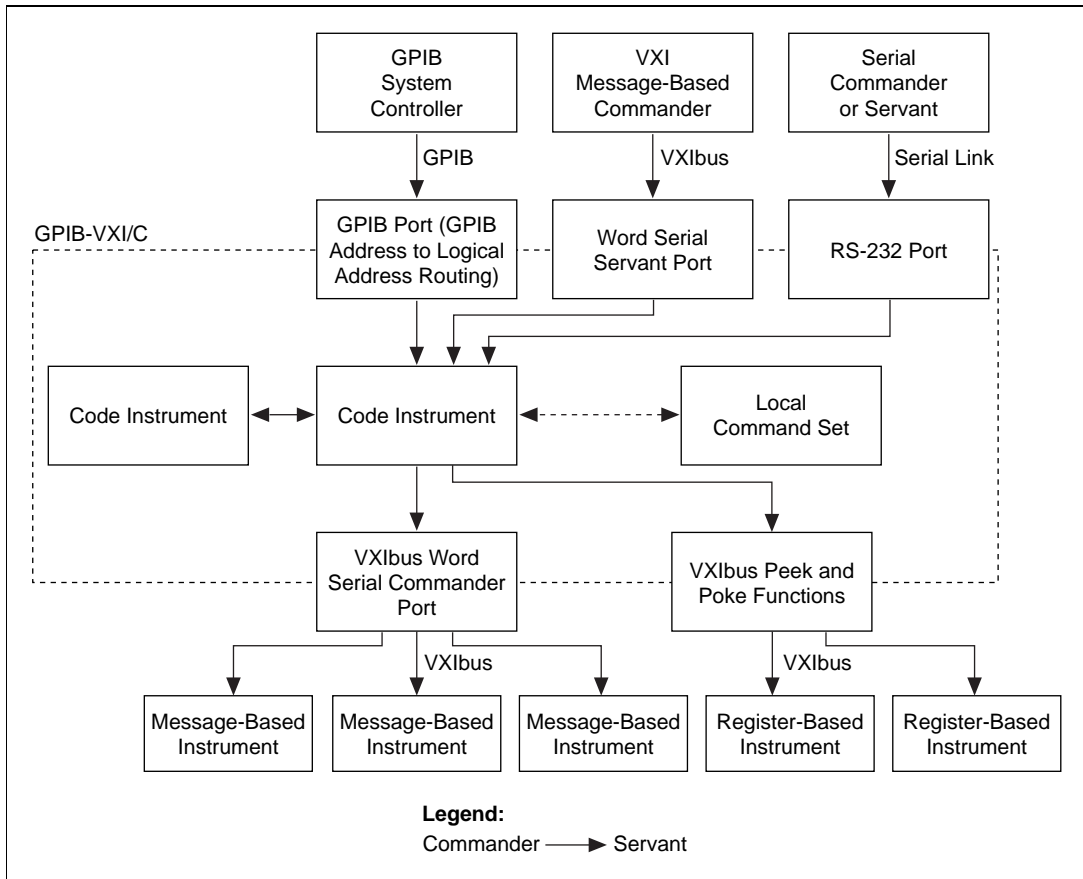 GPIB
System
Controller
VXI
Message-Based
Commander
Serial
Commander
or Servant
GPIB
VXIbus
Serial Link
GPIB-VXI/C
GPIB Port (GPIB
Address to Logical
Address Routing)
Word Serial
Servant Port
RS-232 Port
Code Instrument
Code Instrument
Local
Command Set
VXIbus Word
Serial Commander
Port
VXIbus Peek and
Poke Functions
VXIbus
VXIbus
Message-Based
Instrument
Message-Based
Instrument
Message-Based
Instrument
Register-Based
Instrument
Register-Based
Instrument
Legend:
Commander Servant